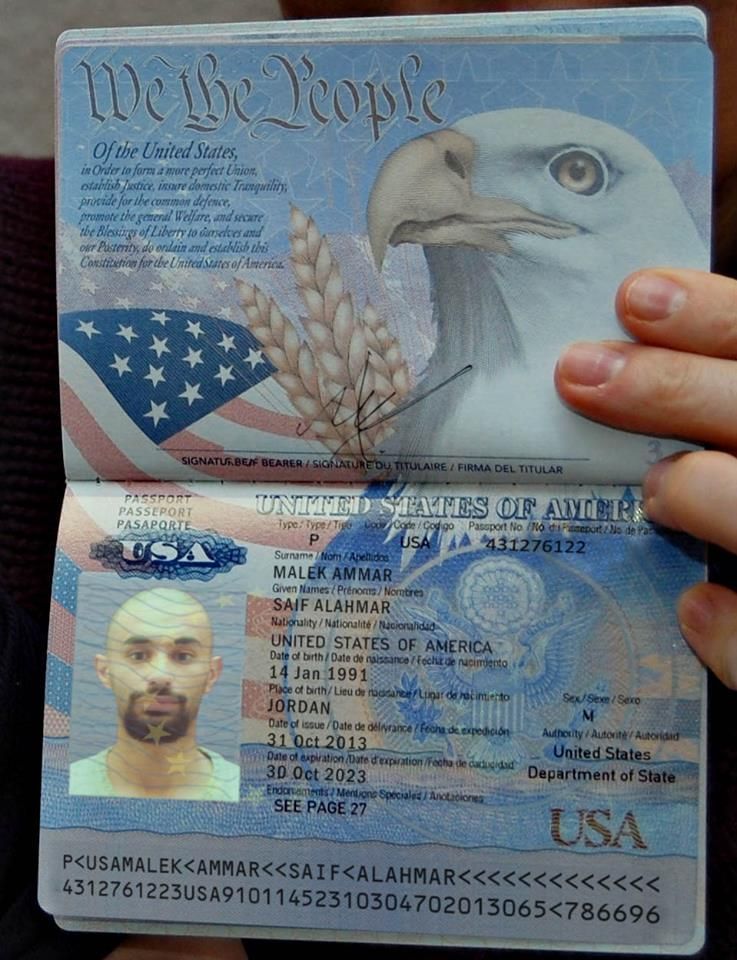 We the People
Of the United States,
in Order to form a more perfect Union,
establish Justice, insure domestic Tranquility,
provide for the common defence,
promote the general Welfare, and secure
the Blessings of Liberty to ourselves and
our Posterity, do ordain and establish this
Constitution for the United States of America.
BEARER / SIGNATURE DU TITULAIRE / FIRMA DEL TITULAR
3
PASSPORT
PASSEPORT
PASAPORTE
USA
UNITED STATES OF AMER
Type / Type / Tipo Code / Code / Codigo Passport No. / No du Passeport / No. de
P USA 431276122
Surname / Nom / Apellidos
MALEK AMMAR
Given Names / Prénoms / Nombres
SAIF ALAHMAR
Nationality / Nationalité / Nacionalidad
UNITED STATES OF AMERICA
Date of birth / Date de naissance / Fecha de nacimiento
14 Jan 1991
Place of birth / Lieu de naissance / Lugar de nacimiento
JORDAN
Sex / Sexe / Sexo
M
Date of issue / Date de délivrance / Fecha de expedición
31 Oct 2013
Authority / Autorité / Autoridad
United States
Department of State
Date of expiration / Date d'expiration / Fecha de caducidad
30 Oct 2023
Endorsements / Mentions Spéciales / Anotaciones
SEE PAGE 27
USA
P<USAMALEK<AMMAR<<SAIF<ALAHMAR<<<<<<<<<<<<<<
4312761223USA9101145231030470201306​5<786696